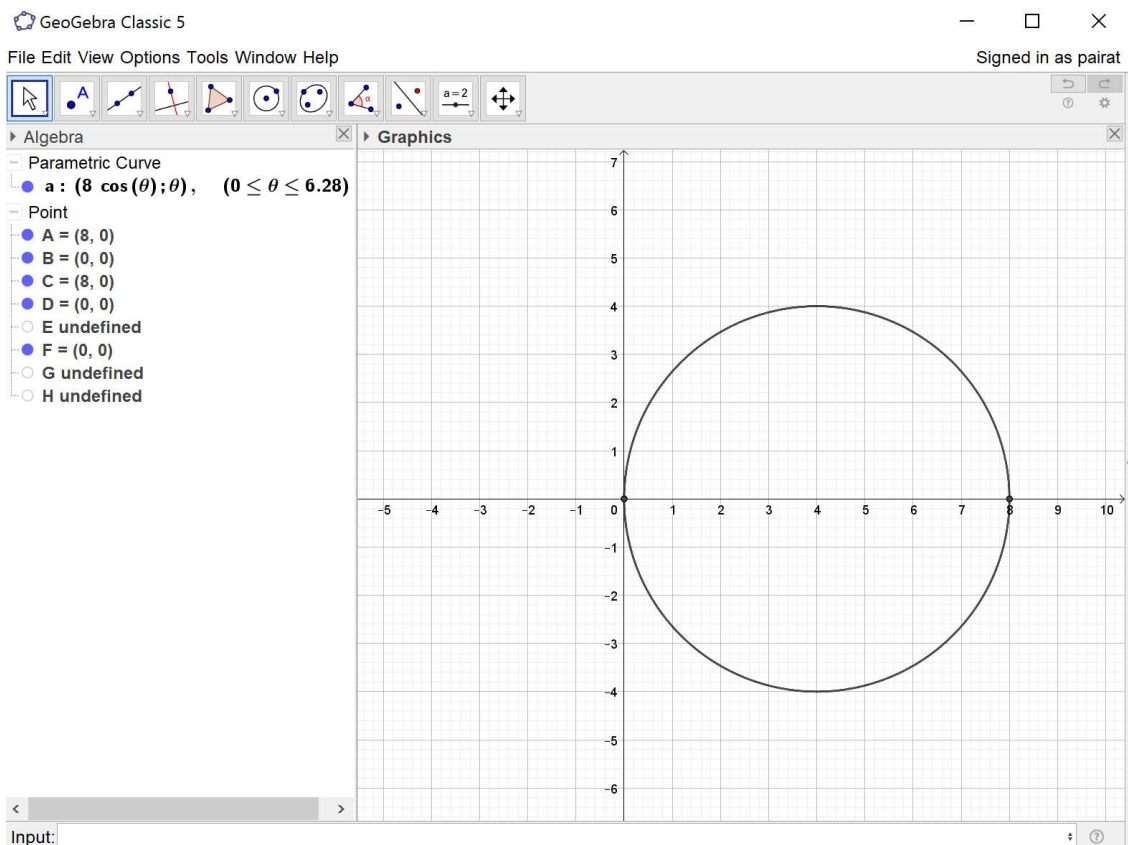 GeoGebra Classic 5
File Edit View Options Tools Window Help
Signed in as pairat
A
α
a=2
Algebra
Graphics
Parametric Curve
a : (8 cos(θ); θ), (0 ≤ θ ≤ 6.28)
Point
A = (8, 0)
B = (0, 0)
C = (8, 0)
D = (0, 0)
E undefined
F = (0, 0)
G undefined
H undefined
7
6
5
4
3
2
1
−5 −4 −3 −2 −1 0 1 2 3 4 5 6 7 8 9 10
−1
−2
−3
−4
−5
−6
Input: